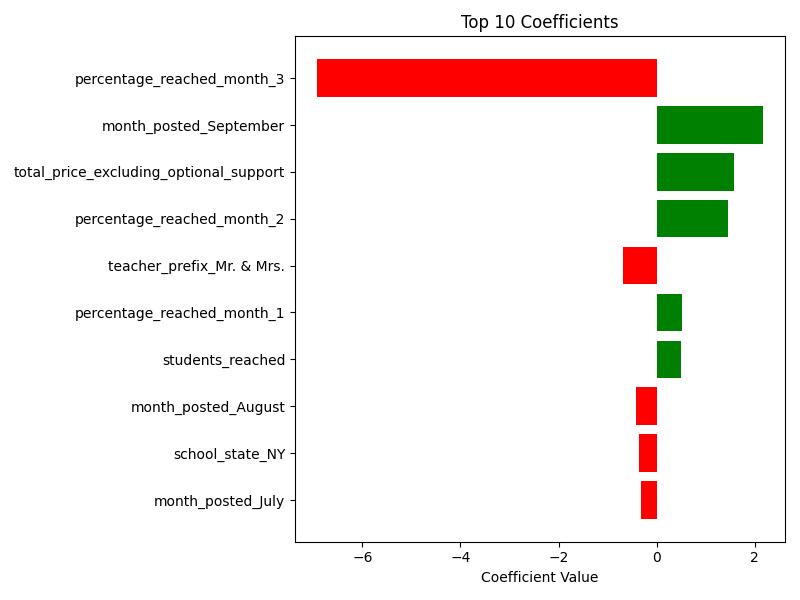 Top 10 Coefficients
percentage_reached_month_3
month_posted_September
total_price_excluding_optional_support
percentage_reached_month_2
teacher_prefix_Mr. & Mrs.
percentage_reached_month_1
students_reached
month_posted_August
school_state_NY
month_posted_July
−6 −4 −2 0 2
Coefficient Value